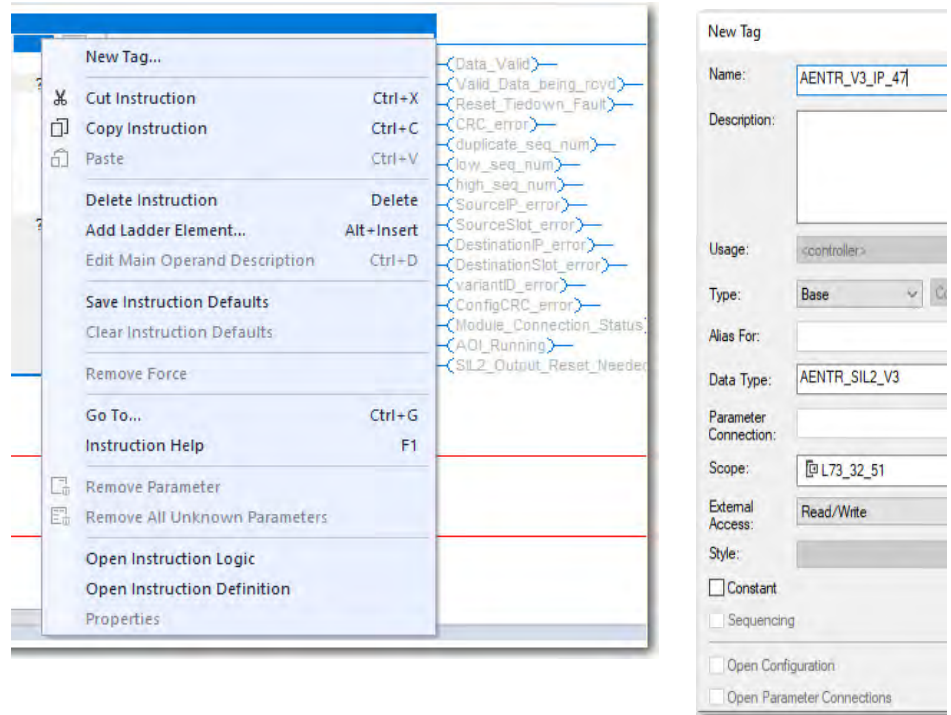 New Tag...
Cut Instruction Ctrl+X
Copy Instruction Ctrl+C
Paste Ctrl+V
Delete Instruction Delete
Add Ladder Element... Alt+Insert
Edit Main Operand Description Ctrl+D
Save Instruction Defaults
Clear Instruction Defaults
Remove Force
Go To... Ctrl+G
Instruction Help F1
Remove Parameter
Remove All Unknown Parameters
Open Instruction Logic
Open Instruction Definition
Properties
?
?
Data_Valid
Valid_Data_being_rcvd
Reset_Tiedown_Fault
CRC_error
duplicate_seq_num
low_seq_num
high_seq_num
SourceIP_error
SourceSlot_error
DestinationIP_error
DestinationSlot_error
variantID_error
ConfigCRC_error
Module_Connection_Status
AOI_Running
SIL2_Output_Reset_Needed
New Tag
Name: AENTR_V3_IP_47
Description:
Usage: <controller>
Type: Base Co
Alias For:
Data Type: AENTR_SIL2_V3
Parameter
Connection:
Scope: L73_32_51
External
Access: Read/Write
Style:
Constant
Sequencing
Open Configuration
Open Parameter Connections